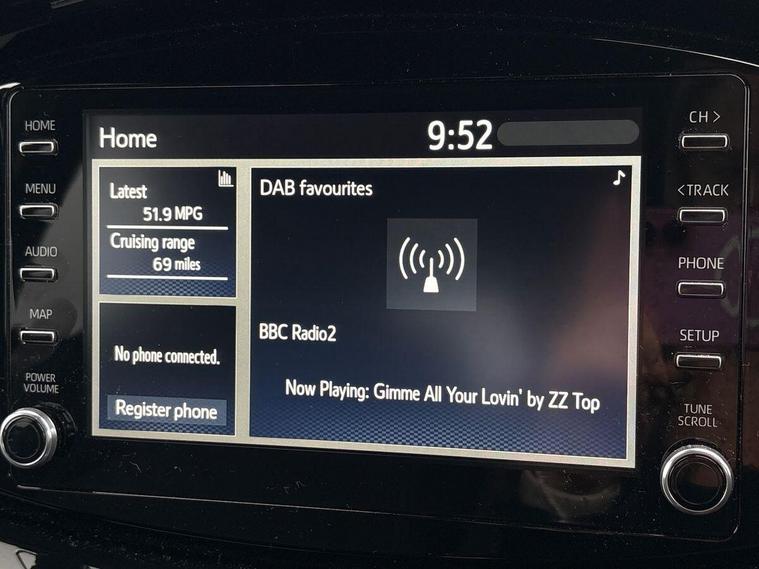 HOME
MENU
AUDIO
MAP
POWER
VOLUME
Home
9:52
Latest
51.9 MPG
Cruising range
69 miles
No phone connected.
Register phone
DAB favourites
BBC Radio2
Now Playing: Gimme All Your Lovin' by ZZ Top
CH >
<TRACK
PHONE
SETUP
TUNE
SCROLL